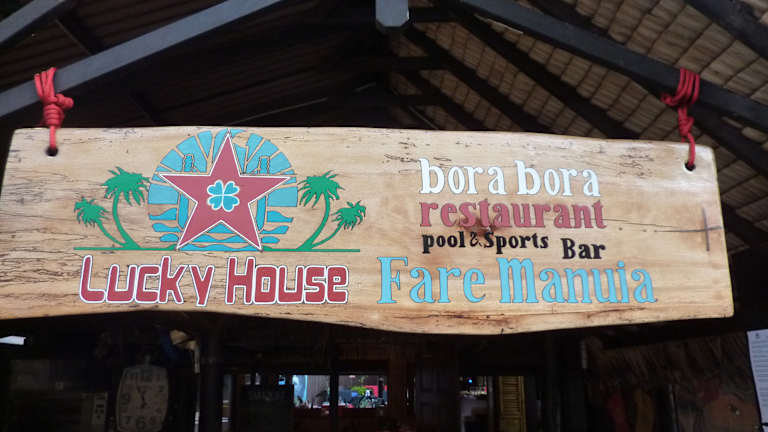 Lucky House
bora bora
restaurant
pool & Sports Bar
Fare Manuia